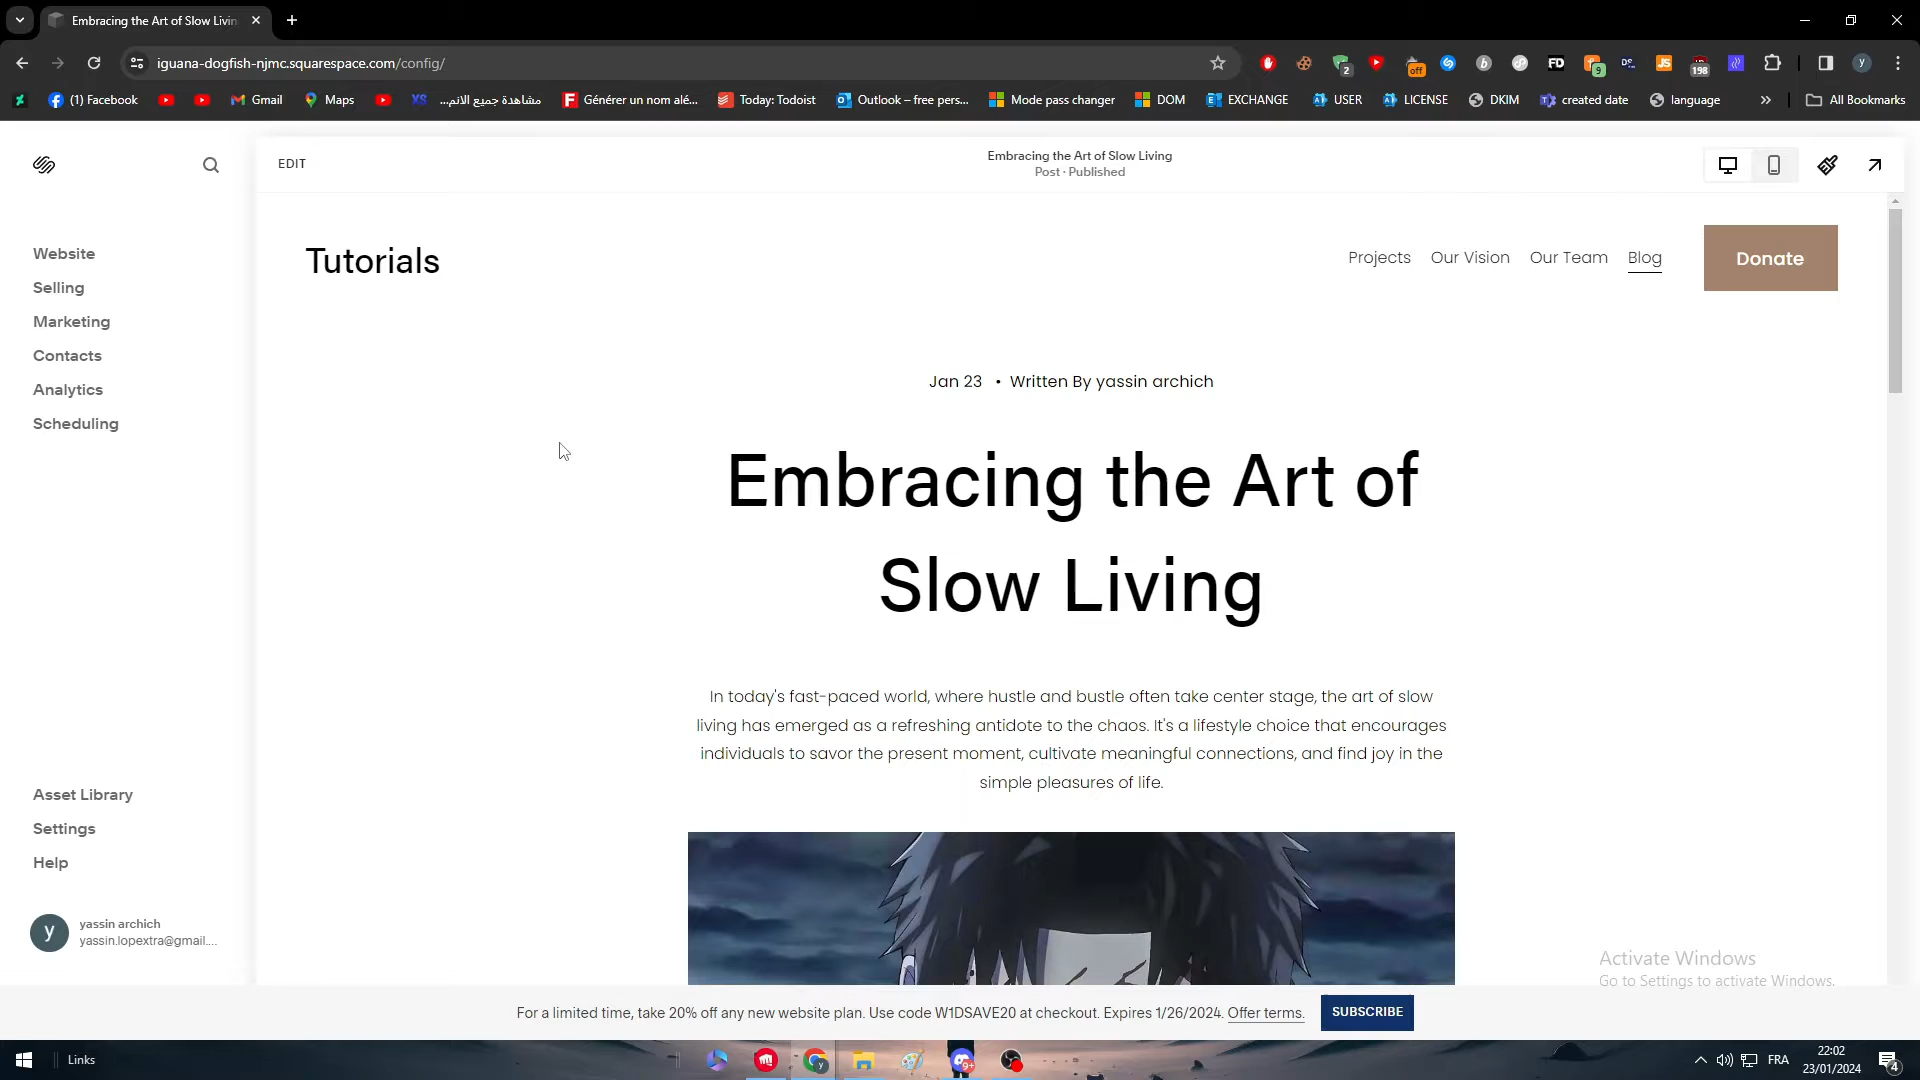 Embracing the Art of Slow Livin
iguana-dogfish-njmc.squarespace.com/config/
2
off
FD
9
JS
198
y
(1) Facebook
Gmail
Maps
YS
مشاهدة جميع الانم...
Générer un nom alé...
Today: Todoist
Outlook – free pers...
Mode pass changer
DOM
EXCHANGE
USER
LICENSE
DKIM
created date
language
All Bookmarks
EDIT
Embracing the Art of Slow Living
Post · Published
Website
Selling
Marketing
Contacts
Analytics
Scheduling
Asset Library
Settings
Help
y
yassin archich
yassin.lopextra@gmail....
Tutorials
Projects
Our Vision
Our Team
Blog
Donate
Jan 23 • Written By yassin archich
Embracing the Art of
Slow Living
In today's fast-paced world, where hustle and bustle often take center stage, the art of slow
living has emerged as a refreshing antidote to the chaos. It's a lifestyle choice that encourages
individuals to savor the present moment, cultivate meaningful connections, and find joy in the
simple pleasures of life.
Activate Windows
Go to Settings to activate Windows.
For a limited time, take 20% off any new website plan. Use code W1DSAVE20 at checkout. Expires 1/26/2024. Offer terms.
SUBSCRIBE
Links
9+
FRA
22:02
23/01/2024
4